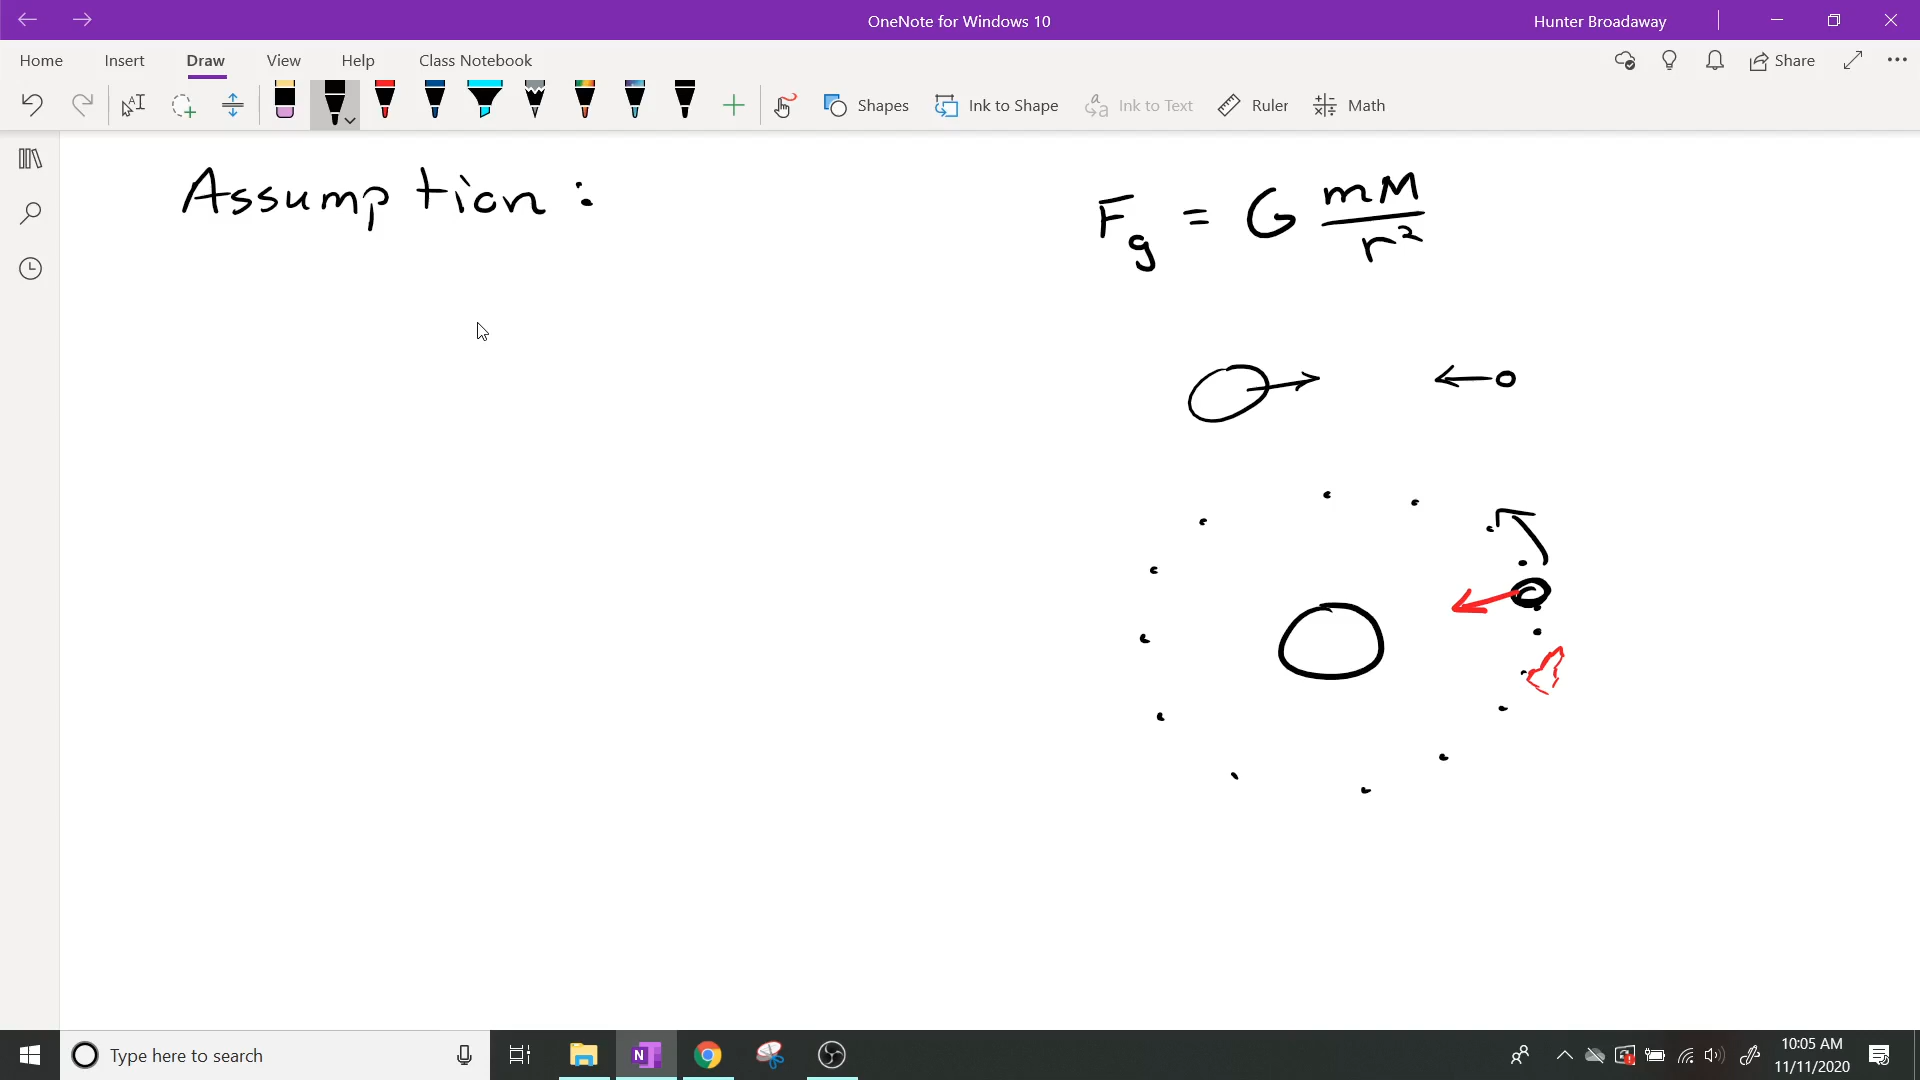 OneNote for Windows 10
Hunter Broadaway
Home Insert Draw View Help Class Notebook
Share
Shapes Ink to Shape Ink to Text Ruler Math
Assumption:
F_g = G mM/r²
Type here to search
10:05 AM
11/11/2020